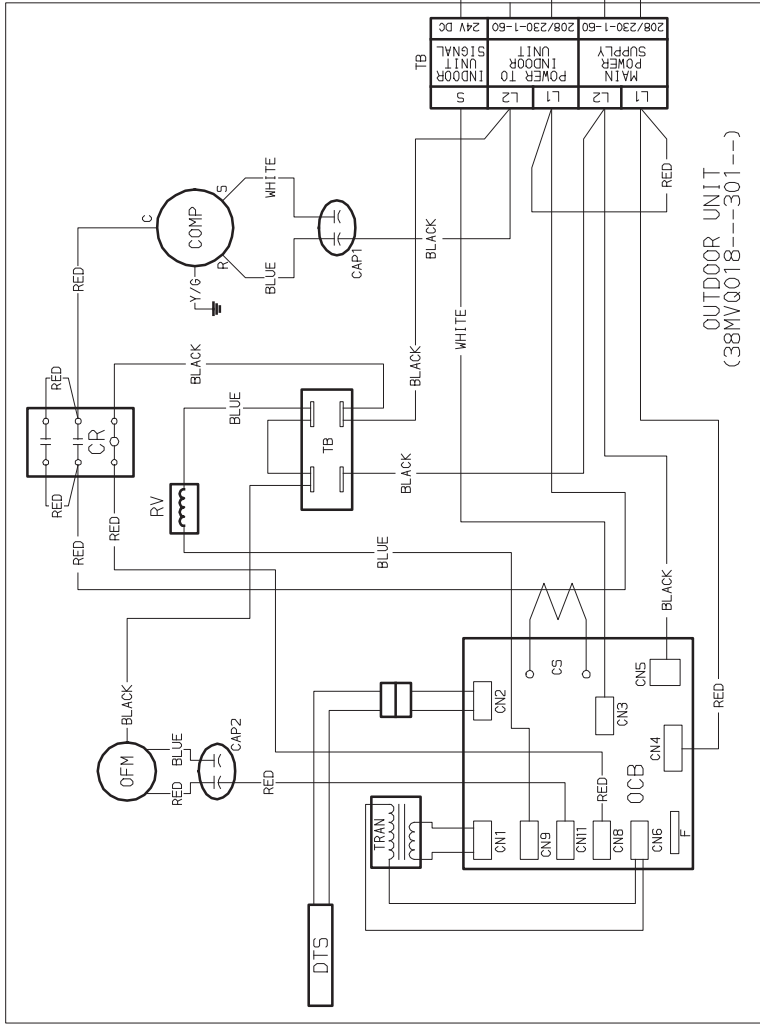 24V DC
208/230-1-60
208/230-1-60
TB
INDOOR
UNIT
SIGNAL
POWER TO
INDOOR
UNIT
MAIN
POWER
SUPPLY
S
L2
L1
L2
L1
OUTDOOR UNIT
(38MVQ018---301--)
RED
C
COMP
S
R
WHITE
BLUE
Y/G
CAP1
BLACK
RED
WHITE
RED
RED
CR
RED
RED
BLACK
BLUE
RV
TB
BLACK
BLACK
BLUE
BLACK
OFM
BLUE
RED
CAP2
RED
DTS
TRAN
CN2
CS
CN3
CN5
BLACK
RED
CN4
OCB
RED
CN1
CN9
CN11
CN8
CN6
F